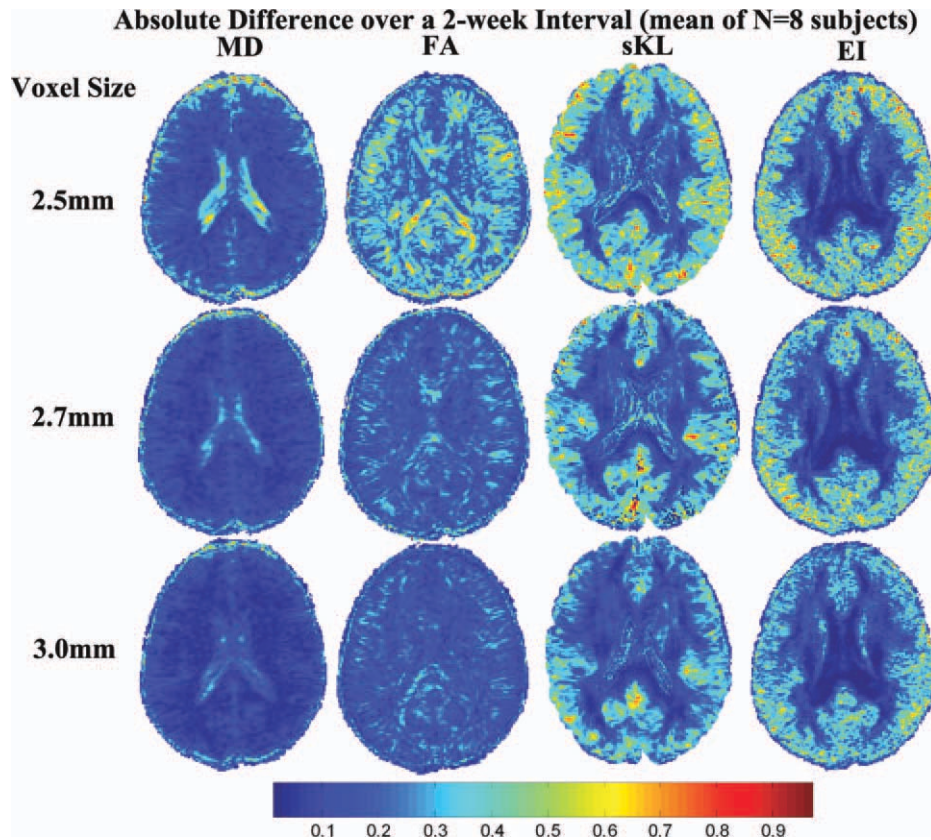 Absolute Difference over a 2-week Interval (mean of N=8 subjects)
MD FA sKL EI
Voxel Size
2.5mm
2.7mm
3.0mm
0.1 0.2 0.3 0.4 0.5 0.6 0.7 0.8 0.9